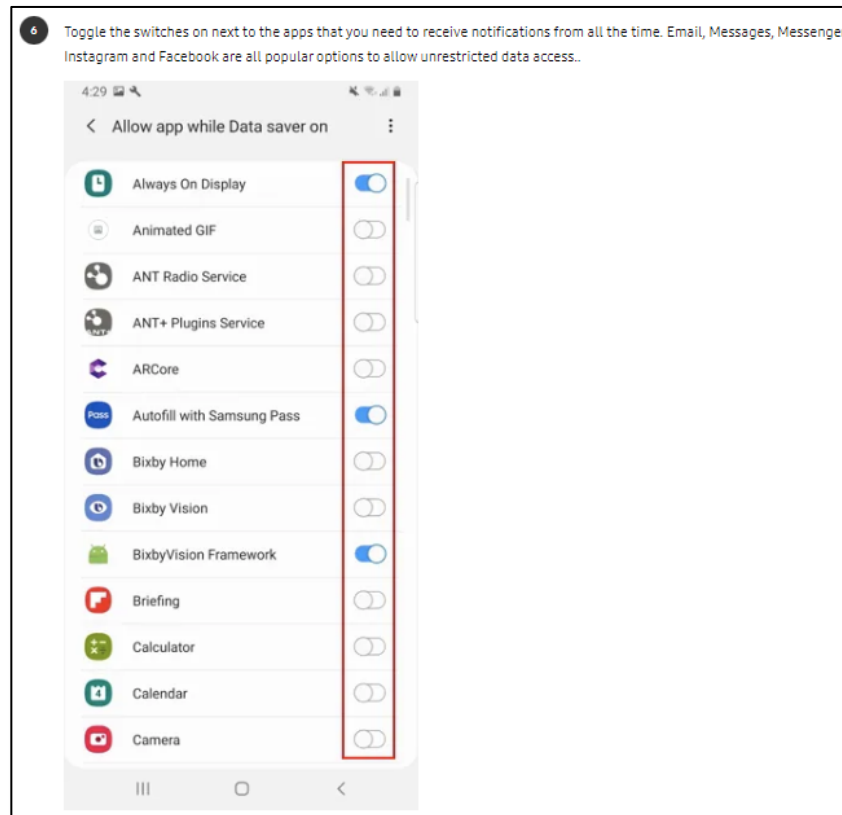 6
Toggle the switches on next to the apps that you need to receive notifications from all the time. Email, Messages, Messenge
Instagram and Facebook are all popular options to allow unrestricted data access..
4:29
Allow app while Data saver on
Always On Display
Animated GIF
ANT Radio Service
ANT+ Plugins Service
ARCore
Pass Autofill with Samsung Pass
Bixby Home
Bixby Vision
BixbyVision Framework
Briefing
Calculator
4 Calendar
Camera